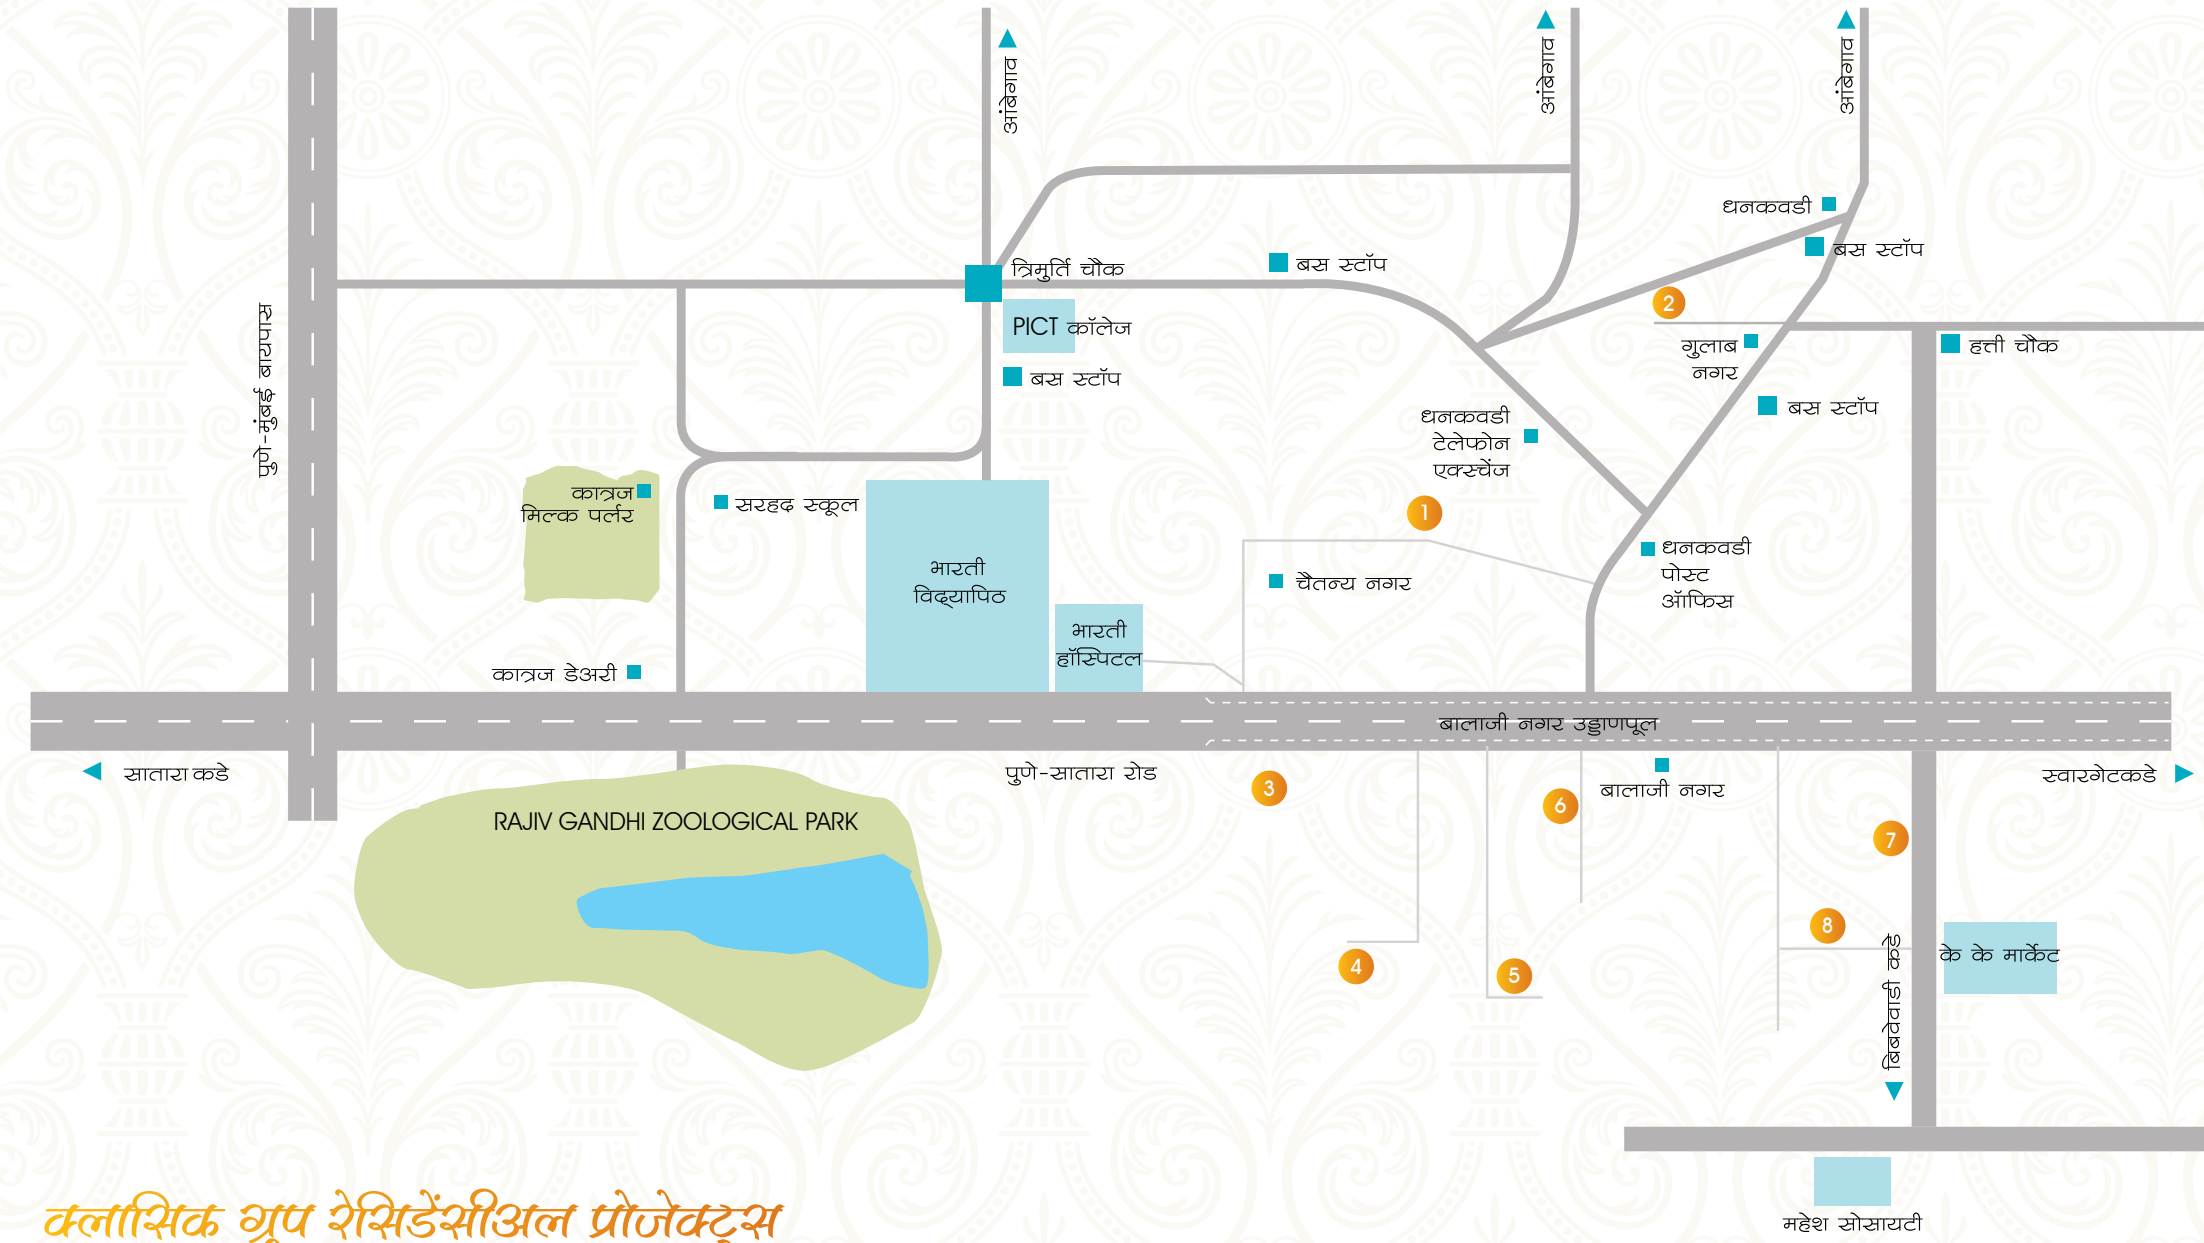 आंबेगाव
आंबेगाव
आंबेगाव
धनकवडी
बस स्टॉप
त्रिमुर्ति चौक
बस स्टॉप
PICT कॉलेज
बस स्टॉप
2
गुलाब
नगर
हत्ती चौक
बस स्टॉप
पुणे-मुंबई बायपास
धनकवडी
टेलेफोन
एक्स्चेंज
कात्रज
मिल्क पर्लर
सरहद स्कूल
1
भारती
विद्यापिठ
चैतन्य नगर
धनकवडी
पोस्ट
ऑफिस
भारती
हॉस्पिटल
कात्रज डेअरी
बालाजी नगर उड्डाणपूल
सातारा कडे
पुणे-सातारा रोड
3
6
बालाजी नगर
स्वारगेटकडे
RAJIV GANDHI ZOOLOGICAL PARK
7
8
4
5
के के मार्केट
बिबवेवाडी कडे
महेश सोसायटी
क्लासिक ग्रूप रेसिडेंसीअल प्रोजेक्ट्स